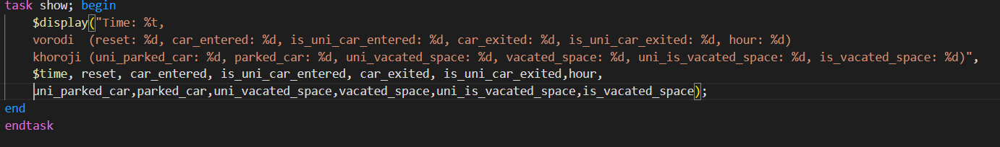 task show; begin
$display("Time: %t,
vorodi  (reset: %d, car_entered: %d, is_uni_car_entered: %d, car_exited: %d, is_uni_car_exited: %d, hour: %d)
khoroji (uni_parked_car: %d, parked_car: %d, uni_vacated_space: %d, vacated_space: %d, uni_is_vacated_space: %d, is_vacated_space: %d)",
$time, reset, car_entered, is_uni_car_entered, car_exited, is_uni_car_exited,hour,
uni_parked_car,parked_car,uni_vacated_space,vacated_space,uni_is_vacated_space,is_vacated_space);
end
endtask